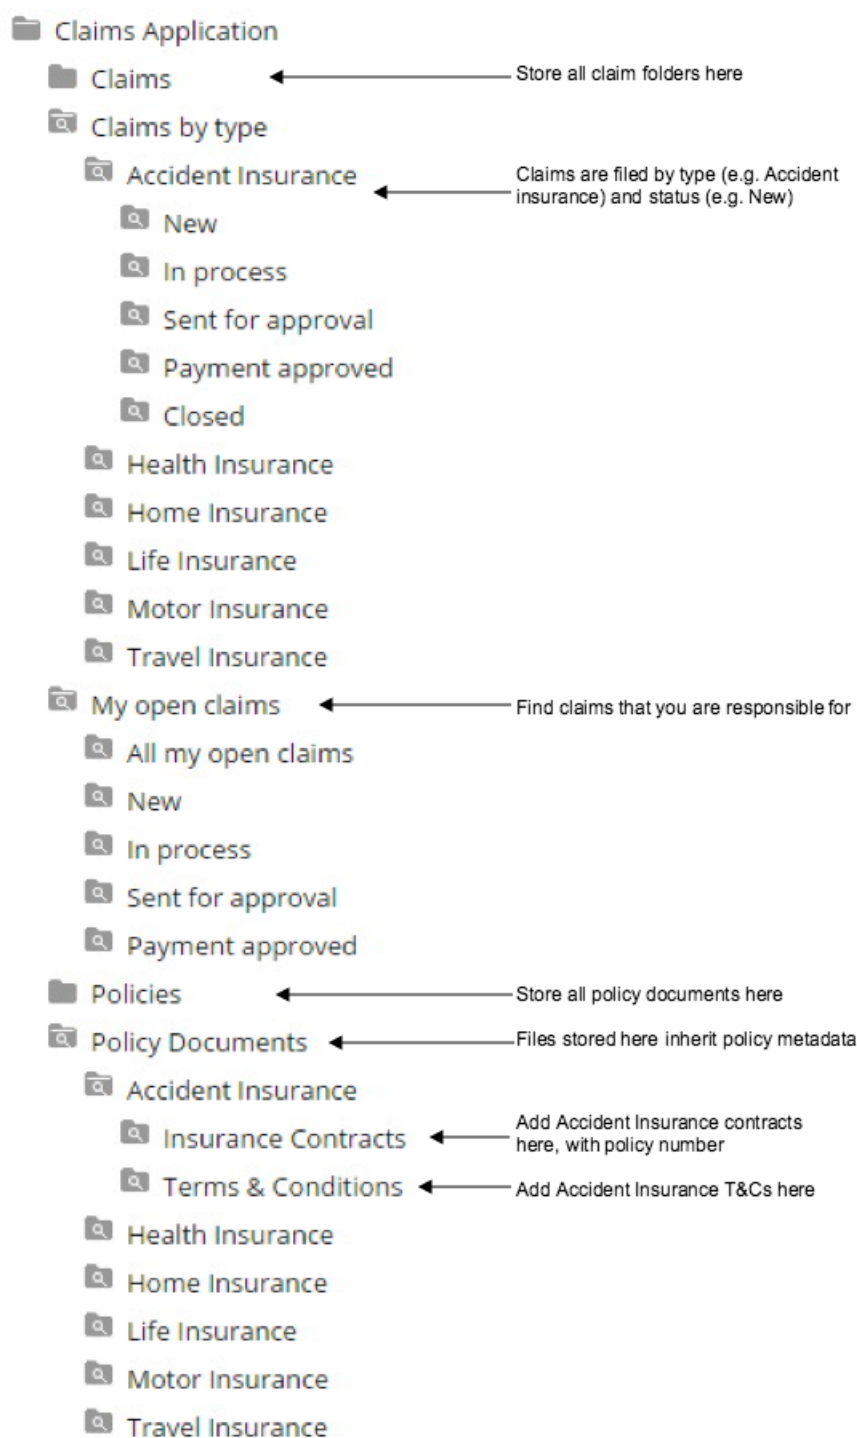 Claims Application
Claims
Store all claim folders here
Claims by type
Accident Insurance
Claims are filed by type (e.g. Accident
insurance) and status (e.g. New)
New
In process
Sent for approval
Payment approved
Closed
Health Insurance
Home Insurance
Life Insurance
Motor Insurance
Travel Insurance
My open claims
Find claims that you are responsible for
All my open claims
New
In process
Sent for approval
Payment approved
Policies
Store all policy documents here
Policy Documents
Files stored here inherit policy metadada
Accident Insurance
Insurance Contracts
Add Accident Insurance contracts
here, with policy number
Terms & Conditions
Add Accident Insurance T&Cs here
Health Insurance
Home Insurance
Life Insurance
Motor Insurance
Travel Insurance